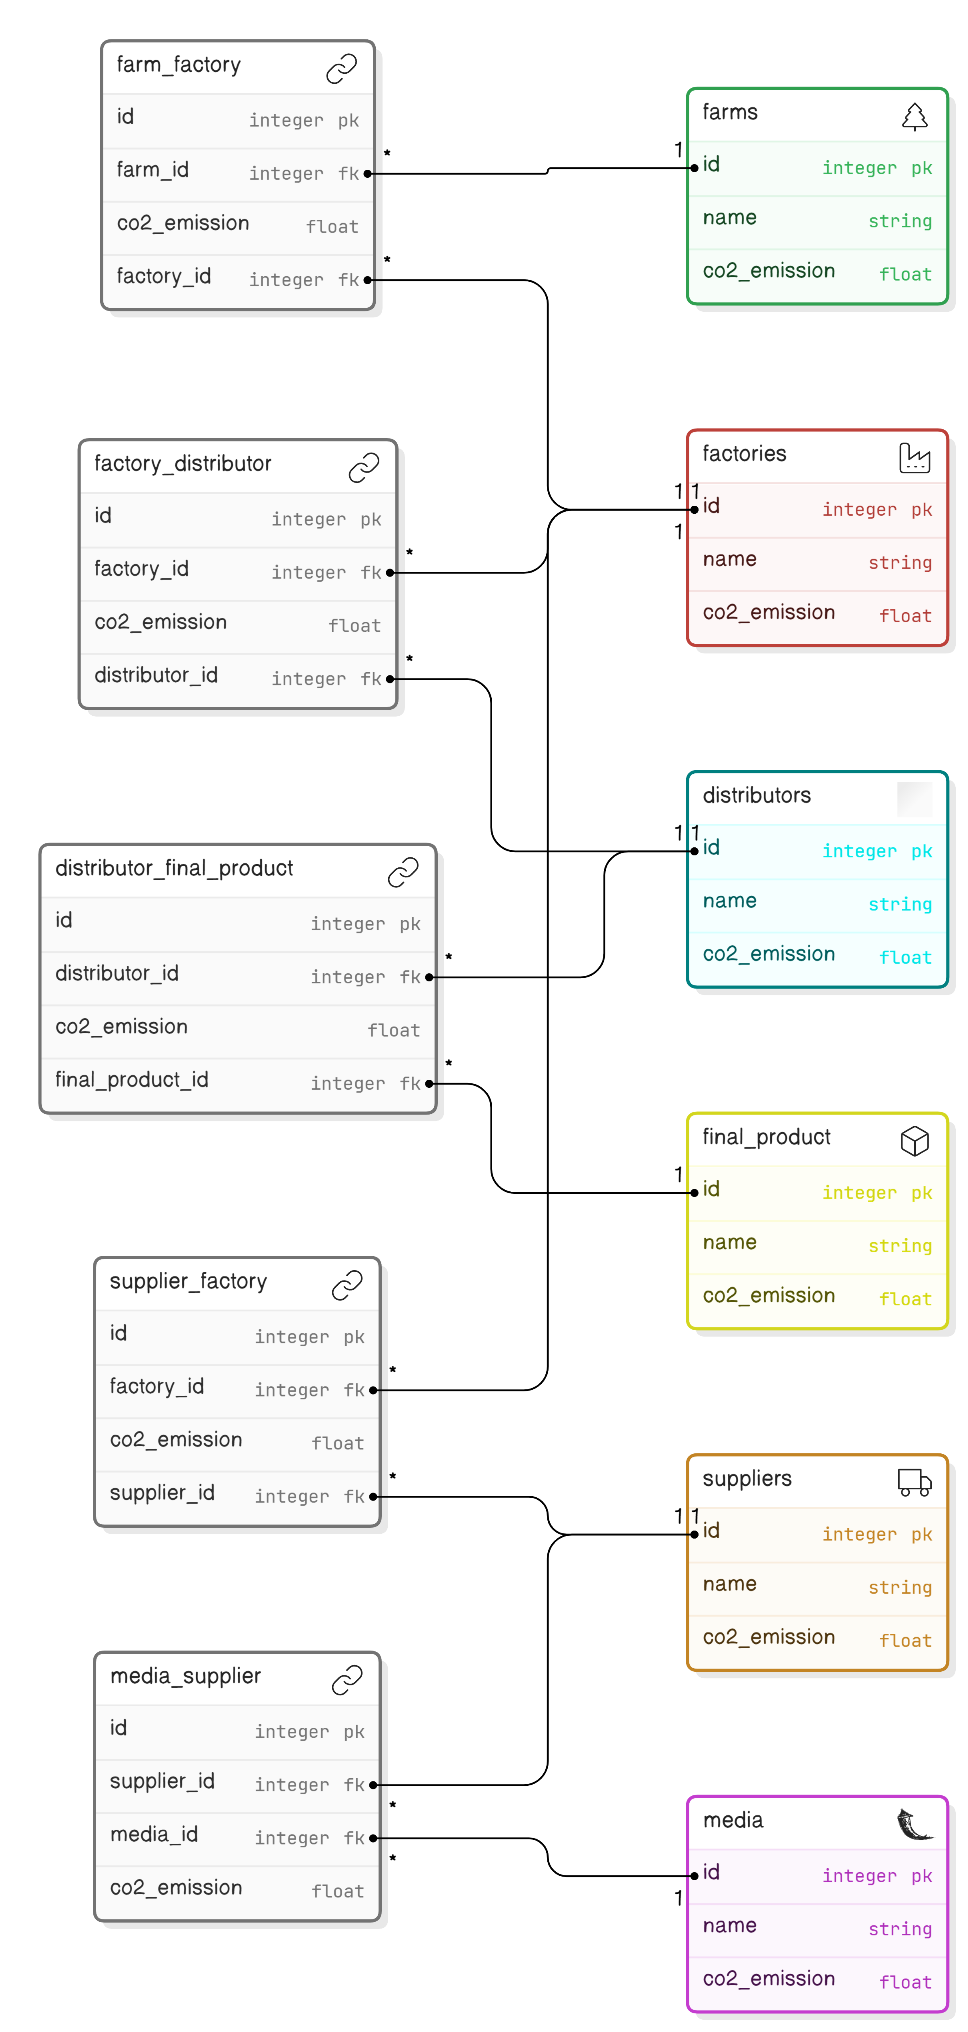 farm_factory
id integer pk
farm_id integer fk
co2_emission float
factory_id integer fk
*
*
farms
1
id integer pk
name string
co2_emission float
factory_distributor
id integer pk
factory_id integer fk
co2_emission float
distributor_id integer fk
*
*
factories
1 1
id integer pk
1
name string
co2_emission float
distributors
1 1
id integer pk
name string
co2_emission float
distributor_final_product
id integer pk
distributor_id integer fk
co2_emission float
final_product_id integer fk
*
*
final_product
1
id integer pk
name string
co2_emission float
supplier_factory
id integer pk
factory_id integer fk
co2_emission float
supplier_id integer fk
*
*
suppliers
1 1
id integer pk
name string
co2_emission float
media_supplier
id integer pk
supplier_id integer fk
media_id integer fk
co2_emission float
*
*
media
id integer pk
1
name string
co2_emission float